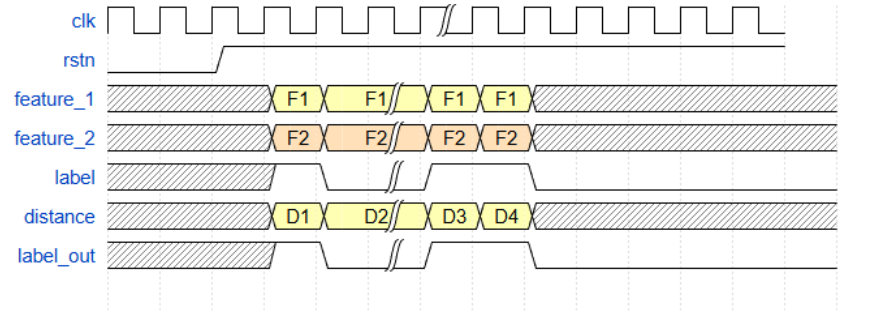 clk
rstn
feature_1 F1 F1 F1 F1
feature_2 F2 F2 F2 F2
label
distance D1 D2 D3 D4
label_out